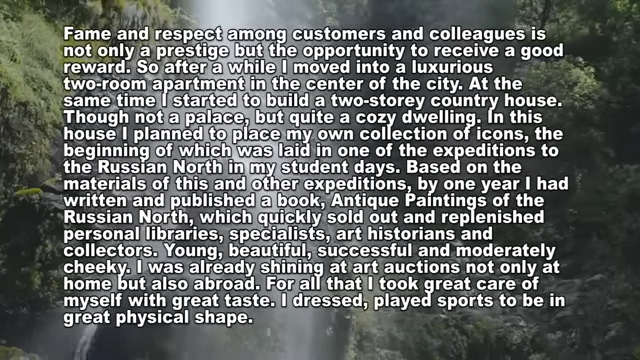 Fame and respect among customers and colleagues is
not only a prestige but the opportunity to receive a good
reward. So after a while I moved into a luxurious
two-room apartment in the center of the city. At the
same time I started to build a two-storey country house.
Though not a palace, but quite a cozy dwelling. In this
house I planned to place my own collection of icons, the
beginning of which was laid in one of the expeditions to
the Russian North in my student days. Based on the
materials of this and other expeditions, by one year I had
written and published a book, Antique Paintings of the
Russian North, which quickly sold out and replenished
personal libraries, specialists, art historians and
collectors. Young, beautiful, successful and moderately
cheeky. I was already shining at art auctions not only at
home but also abroad. For all that I took great care of
myself with great taste. I dressed, played sports to be in
great physical shape.